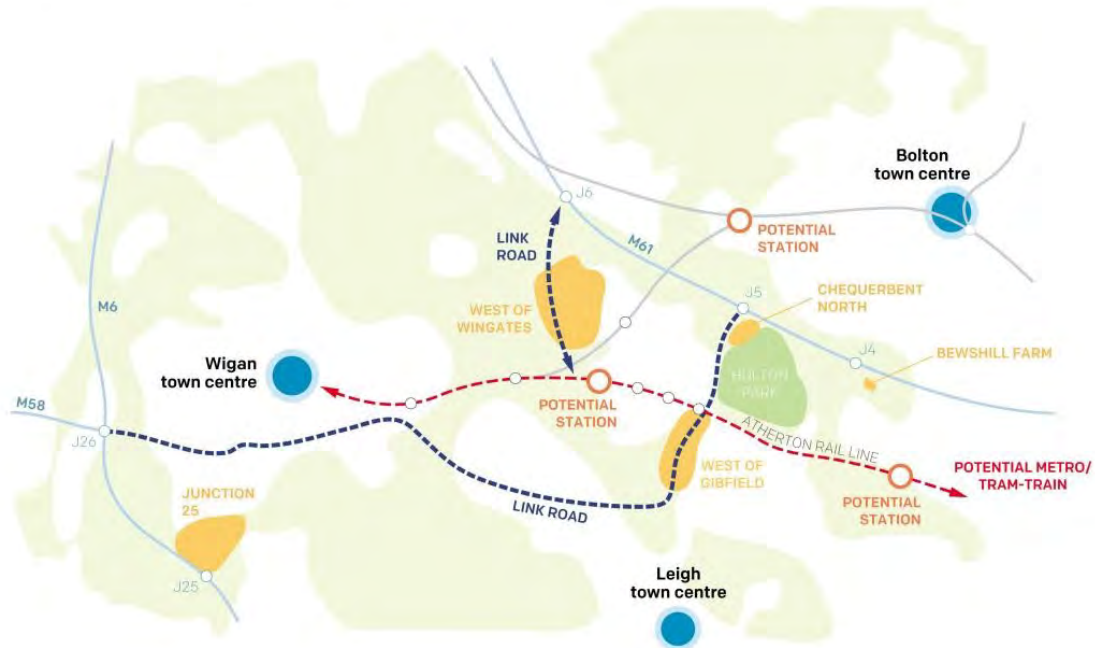 Bolton
town centre
J6
POTENTIAL
STATION
LINK
ROAD
M61
M6
WEST OF
WINGATES
J5
CHEQUERBENT
NORTH
J4
BEWSHILL FARM
Wigan
town centre
HULTON
PARK
M58
J26
POTENTIAL
STATION
ATHERTON RAIL LINE
WEST OF
GIBFIELD
POTENTIAL METRO/
TRAM-TRAIN
JUNCTION
25
LINK ROAD
POTENTIAL
STATION
J25
Leigh
town centre